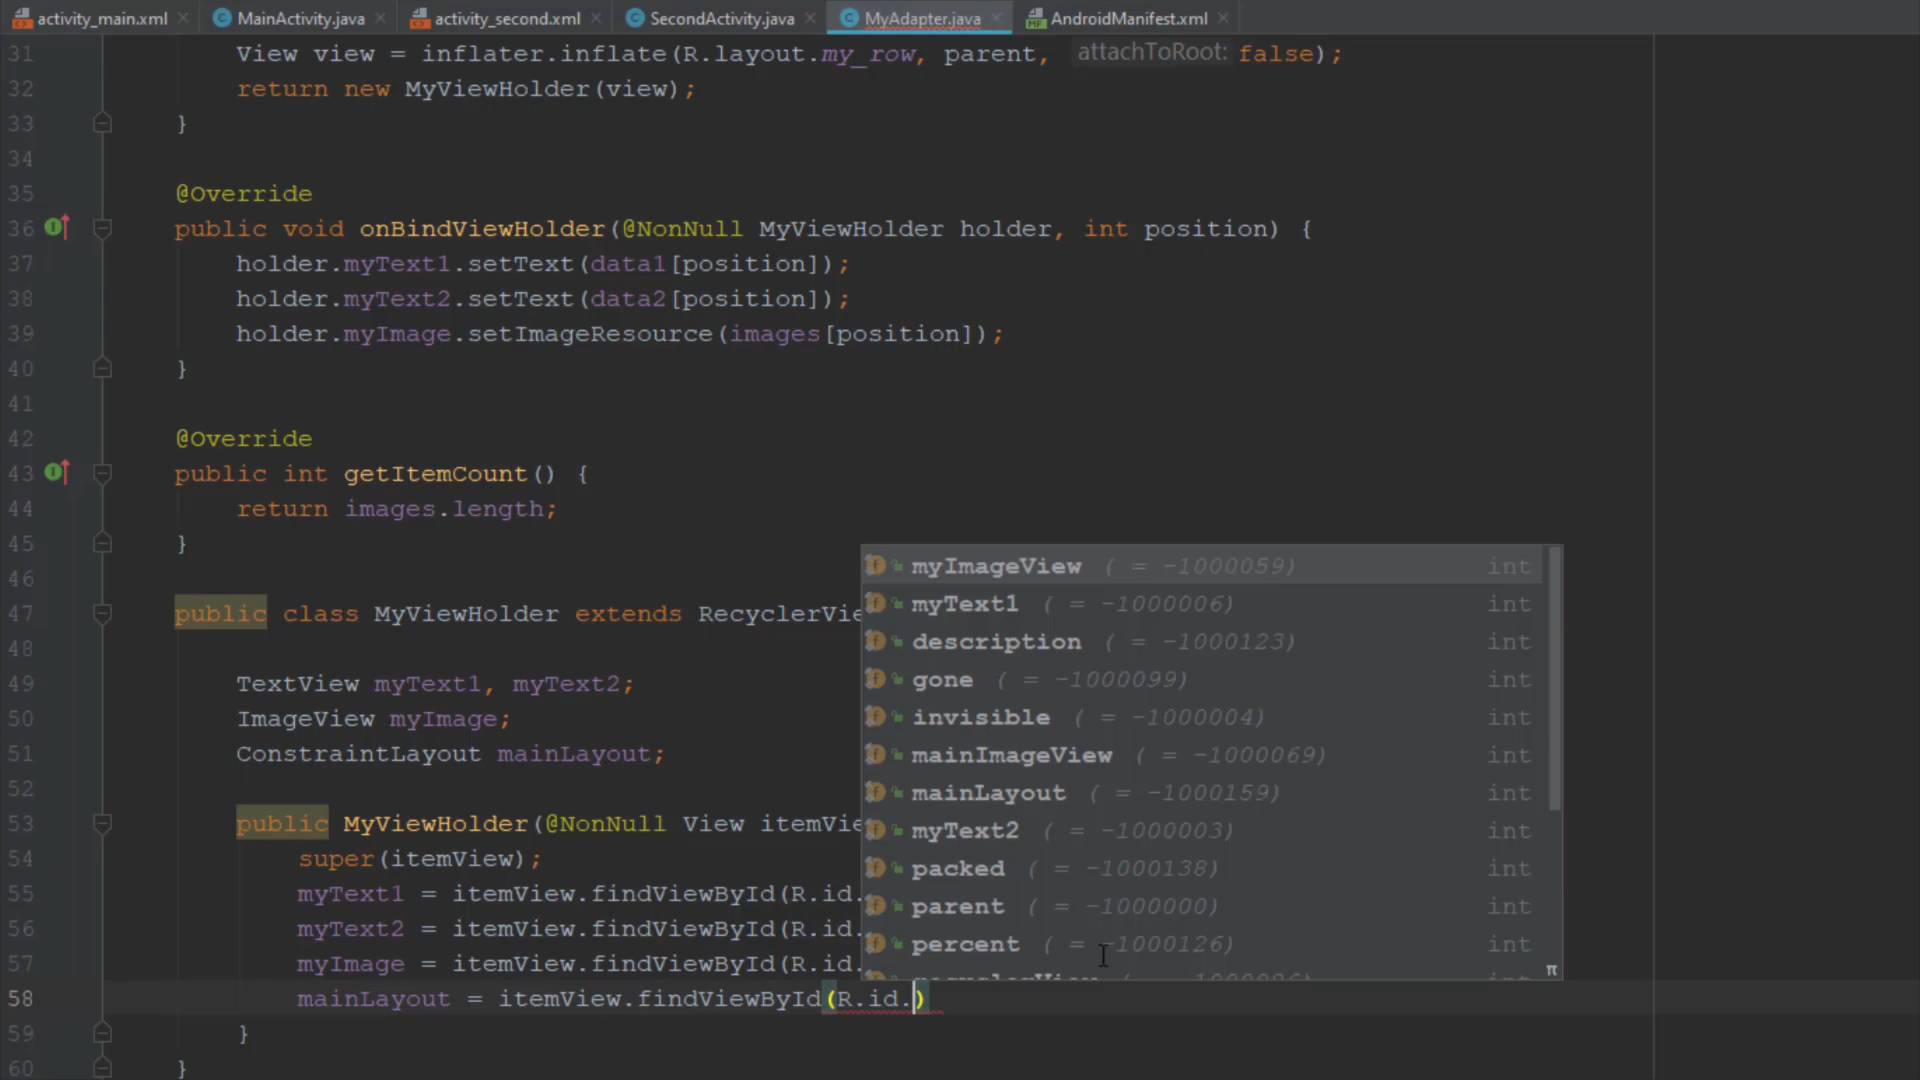 activity_main.xml MainActivity.java activity_second.xml SecondActivity.java MyAdapter.java AndroidManifest.xml
31 View view = inflater.inflate(R.layout.my_row, parent, attachToRoot: false);
32 return new MyViewHolder(view);
33 }
34
35 @Override
36 public void onBindViewHolder(@NonNull MyViewHolder holder, int position) {
37 holder.myText1.setText(data1[position]);
38 holder.myText2.setText(data2[position]);
39 holder.myImage.setImageResource(images[position]);
40 }
41
42 @Override
43 public int getItemCount() {
44 return images.length;
45 }
46
47 public class MyViewHolder extends RecyclerVie
48
49 TextView myText1, myText2;
50 ImageView myImage;
51 ConstraintLayout mainLayout;
52
53 public MyViewHolder(@NonNull View itemVie
54 super(itemView);
55 myText1 = itemView.findViewById(R.id.
56 myText2 = itemView.findViewById(R.id.
57 myImage = itemView.findViewById(R.id.
58 mainLayout = itemView.findViewById(R.id.)
59 }
60 }
myImageView ( = -1000059) int
myText1 ( = -1000006) int
description ( = -1000123) int
gone ( = -1000099) int
invisible ( = -1000004) int
mainImageView ( = -1000069) int
mainLayout ( = -1000159) int
myText2 ( = -1000003) int
packed ( = -1000138) int
parent ( = -1000000) int
percent ( = -1000126) int
π